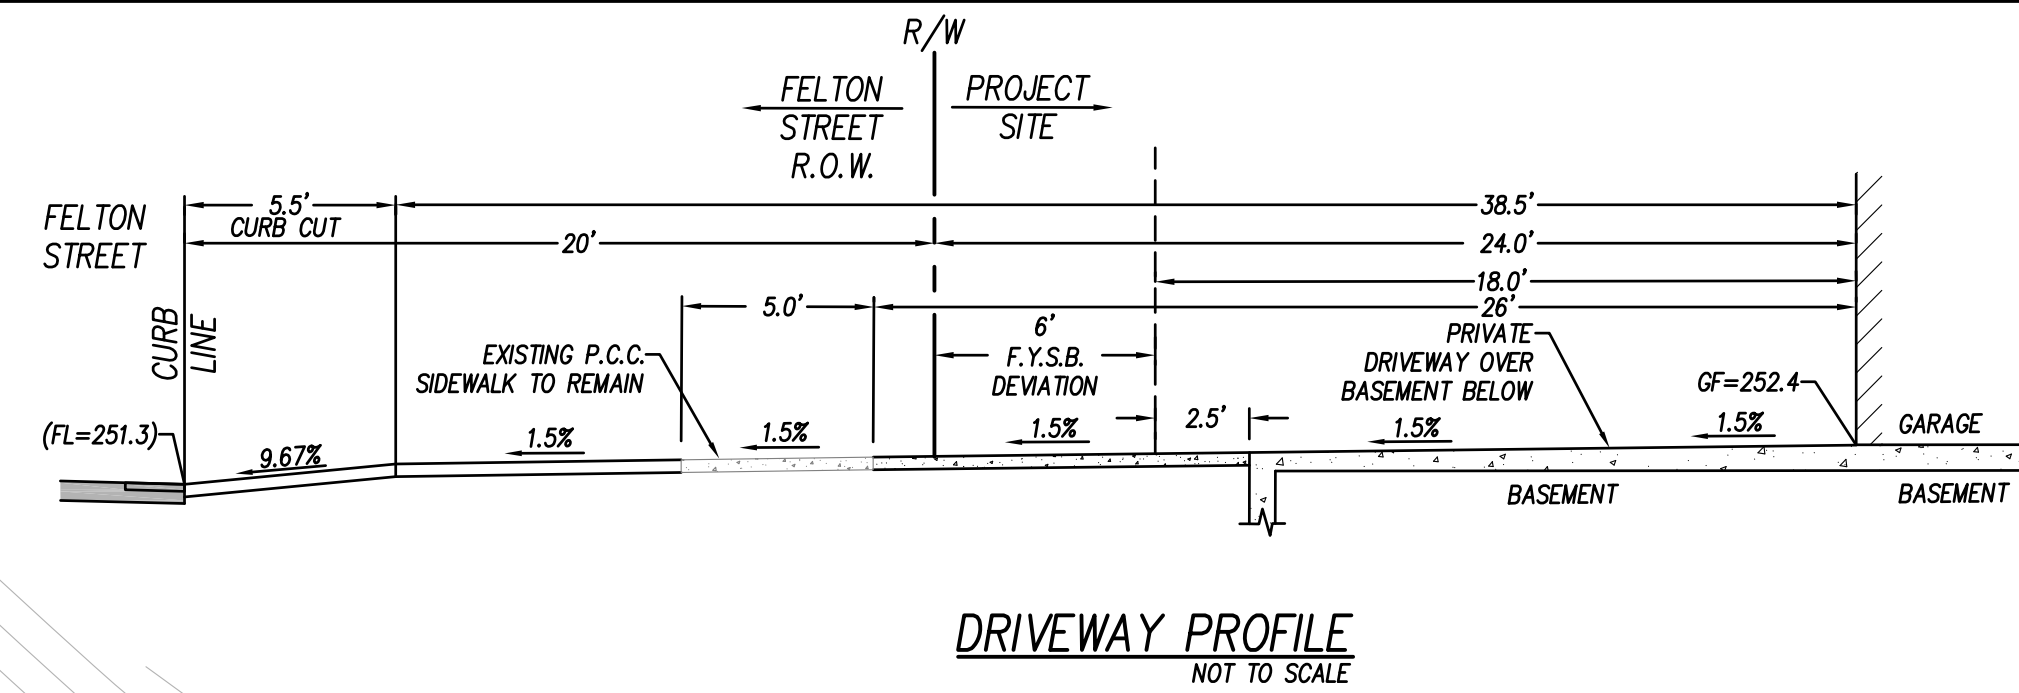 R/W
FELTON
STREET
R.O.W.
PROJECT
SITE
FELTON
STREET
5.5'
CURB CUT
38.5'
20'
24.0'
18.0'
5.0'
26'
CURB
LINE
6'
F.Y.S.B.
DEVIATION
EXISTING P.C.C.
SIDEWALK TO REMAIN
PRIVATE
DRIVEWAY OVER
BASEMENT BELOW
GF=252.4
2.5'
(FL=251.3)
9.67%
1.5%
1.5%
1.5%
1.5%
1.5%
GARAGE
BASEMENT
BASEMENT
DRIVEWAY PROFILE
NOT TO SCALE